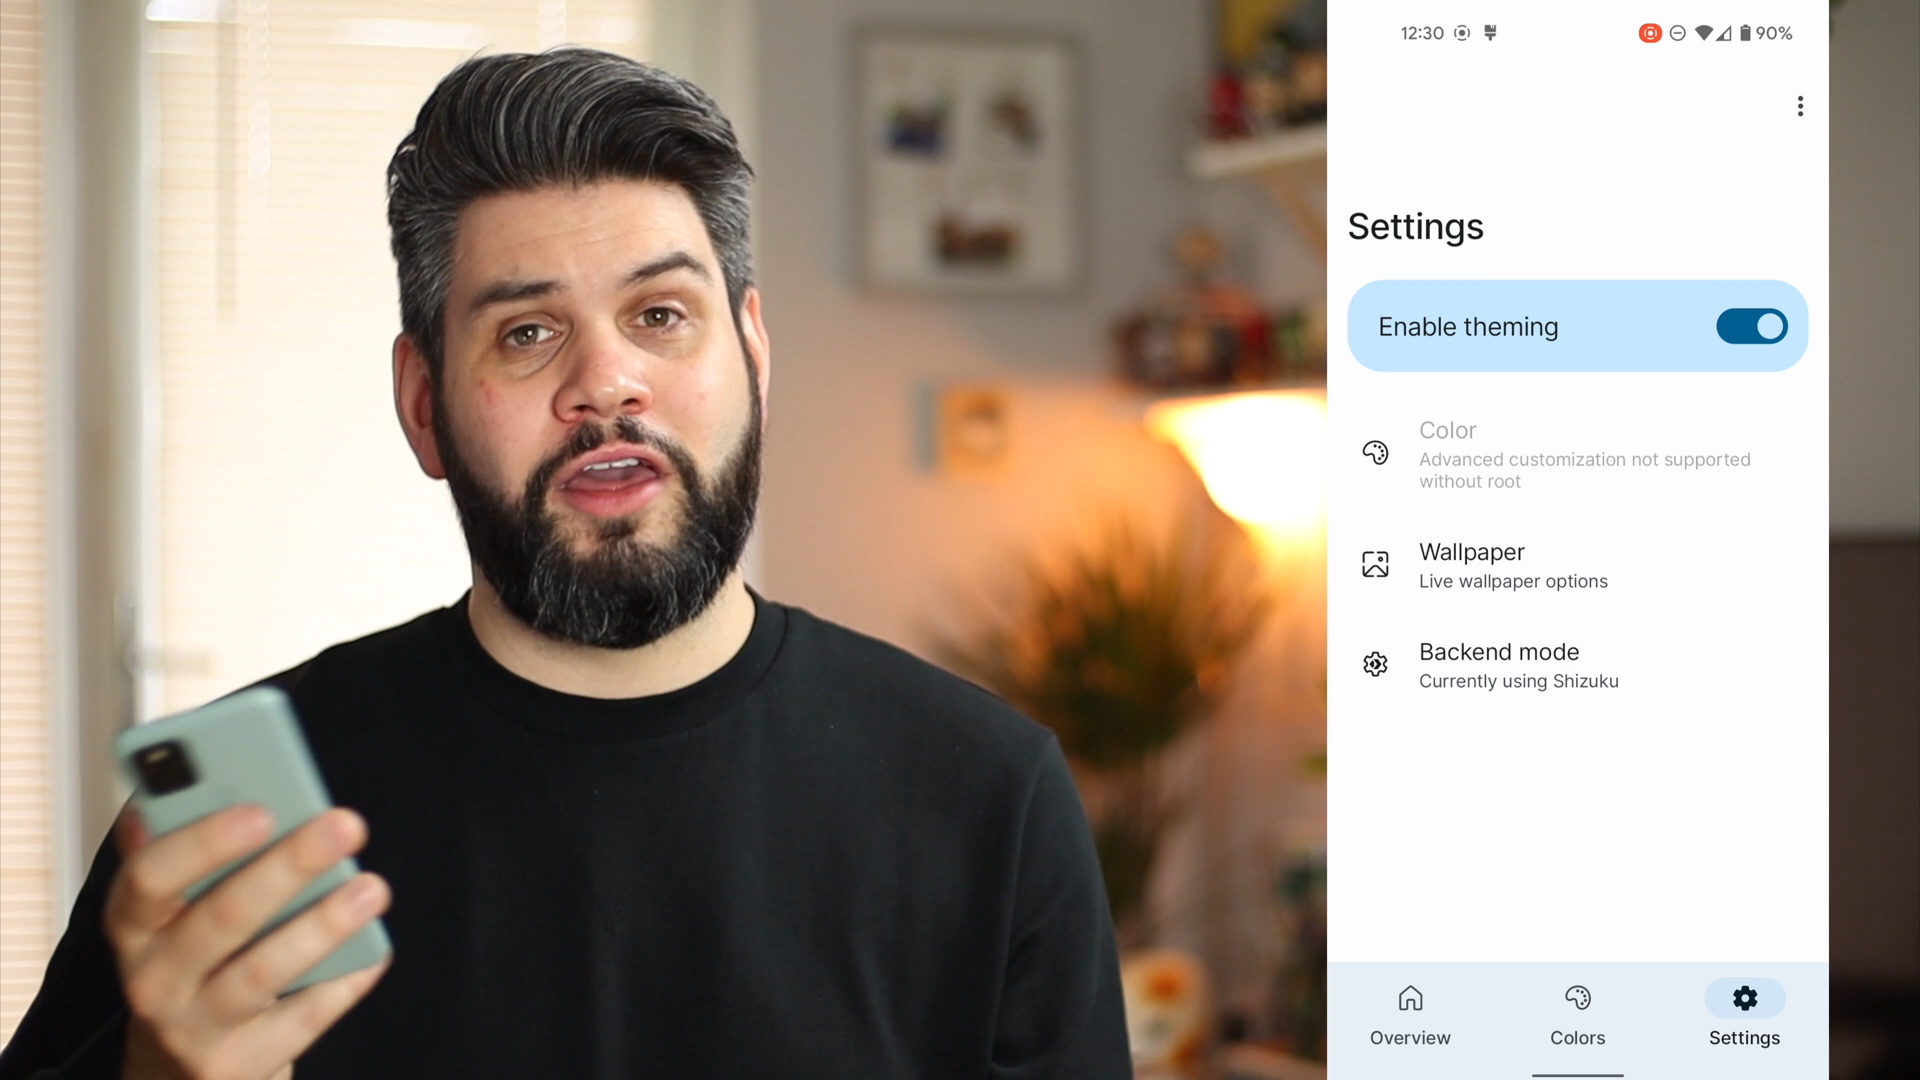 12:30
90%
Settings
Enable theming
Color
Advanced customization not supported
without root
Wallpaper
Live wallpaper options
Backend mode
Currently using Shizuku
Overview
Colors
Settings